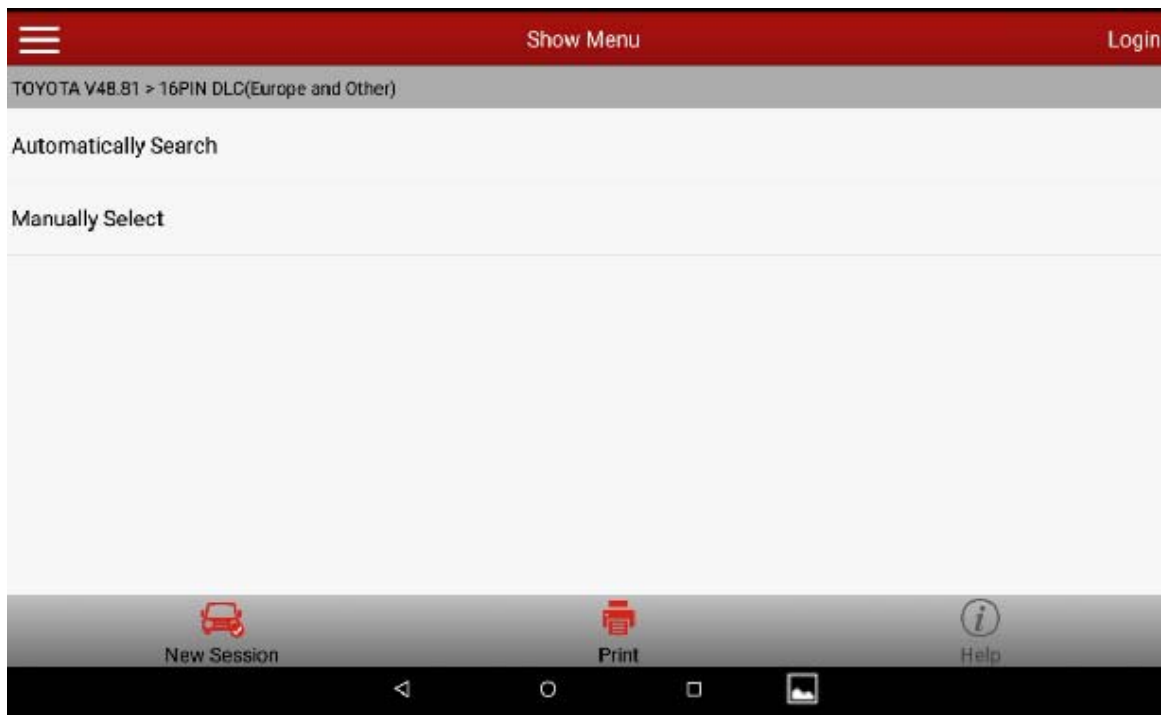 Show Menu
Login
TOYOTA V48.81 > 16PIN DLC(Europe and Other)
Automatically Search
Manually Select
New Session
Print
Help